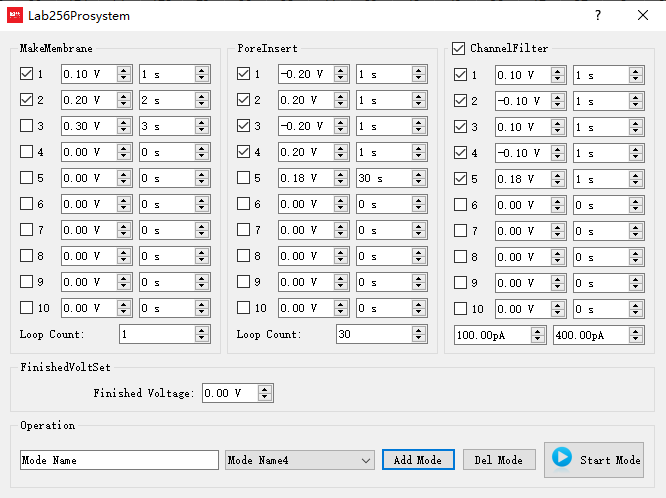 Lab256Prosystem ?
MakeMembrane
1 0.10 V 1 s
2 0.20 V 2 s
3 0.30 V 3 s
4 0.00 V 0 s
5 0.00 V 0 s
6 0.00 V 0 s
7 0.00 V 0 s
8 0.00 V 0 s
9 0.00 V 0 s
10 0.00 V 0 s
Loop Count: 1
PoreInsert
1 -0.20 V 1 s
2 0.20 V 1 s
3 -0.20 V 1 s
4 0.20 V 1 s
5 0.18 V 30 s
6 0.00 V 0 s
7 0.00 V 0 s
8 0.00 V 0 s
9 0.00 V 0 s
10 0.00 V 0 s
Loop Count: 30
ChannelFilter
1 0.10 V 1 s
2 -0.10 V 1 s
3 0.10 V 1 s
4 -0.10 V 1 s
5 0.18 V 1 s
6 0.00 V 0 s
7 0.00 V 0 s
8 0.00 V 0 s
9 0.00 V 0 s
10 0.00 V 0 s
100.00pA 400.00pA
FinishedVoltSet
Finished Voltage: 0.00 V
Operation
Mode Name Mode Name4 Add Mode Del Mode Start Mode